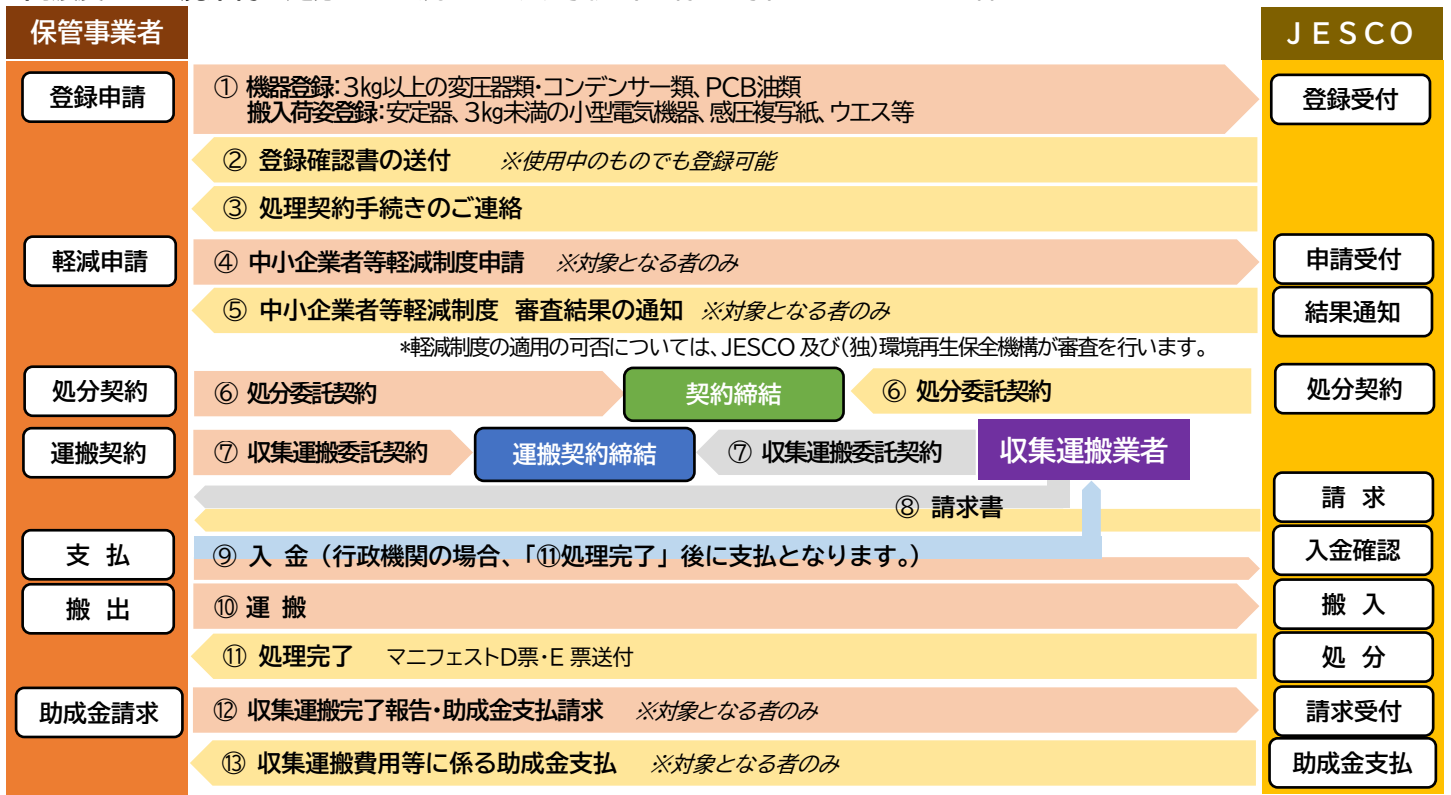 保管事業者
JESCO
登録申請
① 機器登録:3kg以上の変圧器類・コンデンサー類、PCB油類
搬入荷姿登録:安定器、3kg未満の小型電気機器、感圧複写紙、ウエス等
登録受付
② 登録確認書の送付 ※使用中のものでも登録可能
③ 処理契約手続きのご連絡
軽減申請
④ 中小企業者等軽減制度申請 ※対象となる者のみ
申請受付
⑤ 中小企業者等軽減制度 審査結果の通知 ※対象となる者のみ
結果通知
*軽減制度の適用の可否については、JESCO 及び(独)環境再生保全機構が審査を行います。
処分契約
⑥ 処分委託契約
契約締結
⑥ 処分委託契約
処分契約
運搬契約
⑦ 収集運搬委託契約
運搬契約締結
⑦ 収集運搬委託契約
収集運搬業者
⑧ 請求書
請 求
支 払
⑨ 入 金(行政機関の場合、「⑪処理完了」後に支払となります。)
入金確認
搬 出
⑩ 運 搬
搬 入
⑪ 処理完了 マニフェストD票・E 票送付
処 分
助成金請求
⑫ 収集運搬完了報告・助成金支払請求 ※対象となる者のみ
請求受付
⑬ 収集運搬費用等に係る助成金支払 ※対象となる者のみ
助成金支払